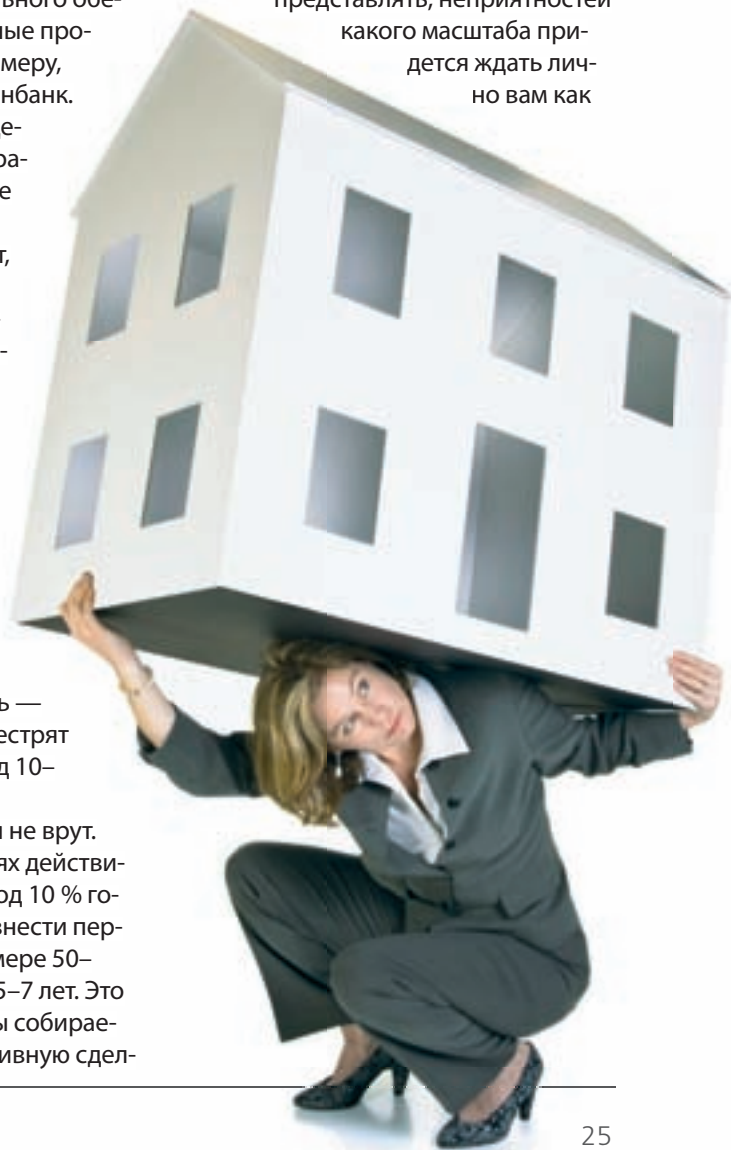 льного обе-
ные про-
меру,
нбанк.
де-
ра-
е
т,
-
-
ь —
естрят
д 10–
и не врут.
ях действи-
од 10 % го-
внести пер-
мере 50–
5–7 лет. Это
ы собирае-
ивную сдел-
представлять, неприятностей
какого масштаба при-
дется ждать лич-
но вам как
25